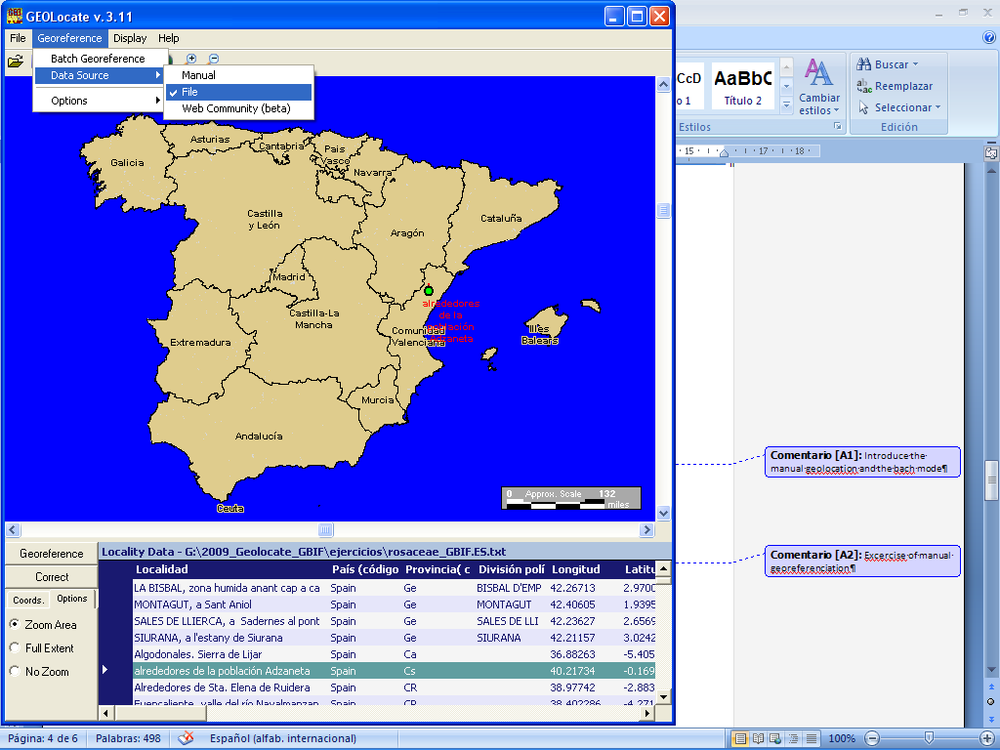 GEOLocate v. 3.11
File Georeference Display Help
Batch Georeference
Data Source
Options
Manual
File
Web Community (beta)
Galicia
Asturias
Cantabria
Pais
Vasco
Navarra
Castilla
y León
Aragón
Cataluña
Madrid
Castilla-La
Mancha
Extremadura
alrededores
de la
población
Adzaneta
Comunidad
Valenciana
Illes
Balears
Murcia
Andalucía
Ceuta
0 Approx. Scale 132
miles
Georeference
Correct
Coords. Options
Zoom Area
Full Extent
No Zoom
Locality Data - G:\2009_Geolocate_GBIF\ejercicios\rosaceae_GBIF.ES.txt
Localidad País (código Provincia( c División polí Longitud Latitu
LA BISBAL, zona humida anant cap a ca Spain Ge BISBAL D'EMP 42.26713 2.9700
MONTAGUT, a Sant Aniol Spain Ge MONTAGUT 42.40605 1.9395
SALES DE LLIERCA, a Sadernes al pont Spain Ge SALES DE LLI 42.23627 2.6569
SIURANA, a l'estany de Siurana Spain Ge SIURANA 42.21157 3.0242
Algodonales. Sierra de Lijar Spain Ca 36.88263 -5.405
alrededores de la población Adzaneta Spain Cs 40.21734 -0.169
Alrededores de Sta. Elena de Ruidera Spain CR 38.97742 -2.883
Fuencaliente, valle del río Navalmanzan Spain CR 38.402286 -4.271
CcD AaBbC
o 1 Título 2
Cambiar
estilos
Estilos
Buscar
Reemplazar
Seleccionar
Edición
15 17 18
Comentario [A1]: Introduce the
manual geolocation and the bach mode¶
Comentario [A2]: Excercise of manual
georeferenciation¶
Página: 4 de 6 Palabras: 498 Español (alfab. internacional) 100%